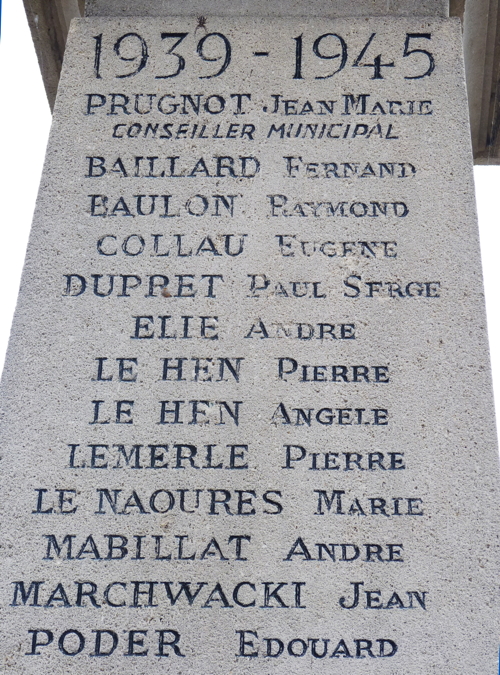 1939 - 1945
PRUGNOT JEAN MARIE
CONSEILLER MUNICIPAL
BAILLARD FERNAND
BAULON RAYMOND
COLLAU EUGENE
DUPRET PAUL SERGE
ELIE ANDRE
LE HEN PIERRE
LE HEN ANGELE
LEMERLE PIERRE
LE NAOURES MARIE
MABILLAT ANDRE
MARCHWACKI JEAN
PODER EDOUARD